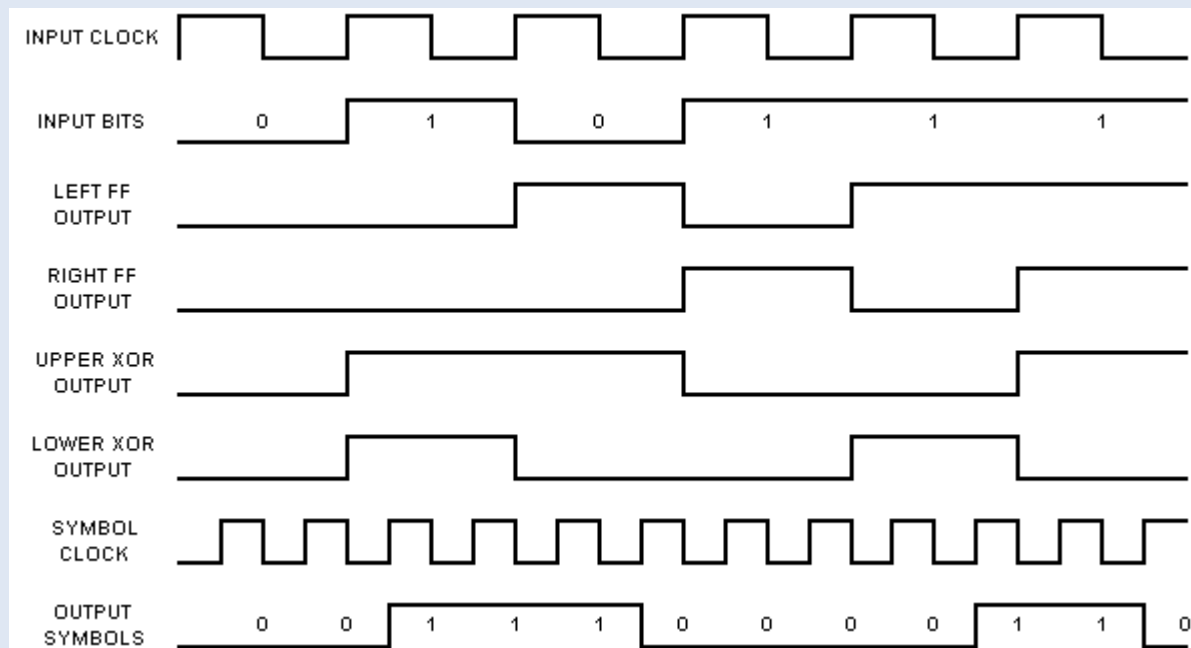 INPUT CLOCK
INPUT BITS
0 1 0 1 1 1
LEFT FF
OUTPUT
RIGHT FF
OUTPUT
UPPER XOR
OUTPUT
LOWER XOR
OUTPUT
SYMBOL
CLOCK
OUTPUT
SYMBOLS
0 0 1 1 1 0 0 0 0 1 1 0